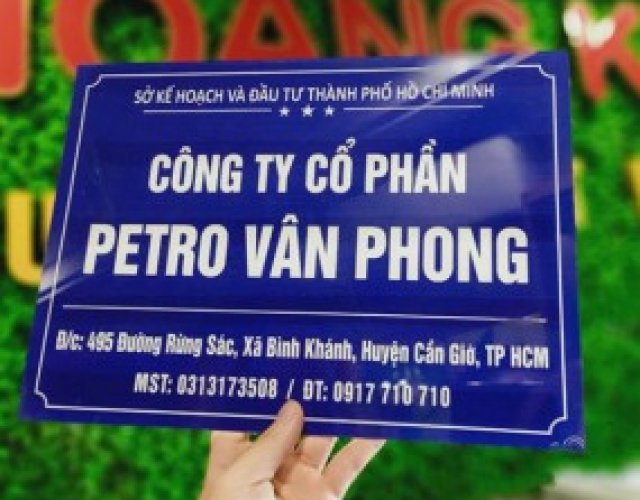 HOANG K
SỞ KẾ HOẠCH VÀ ĐẦU TƯ THÀNH PHỐ HỒ CHÍ MINH
CÔNG TY CỔ PHẦN
PETRO VÂN PHONG
Đ/c: 495 Đường Rừng Sác, Xã Bình Khánh, Huyện Cần Giờ, TP HCM
MST: 0313173508 / ĐT: 0917 710 710